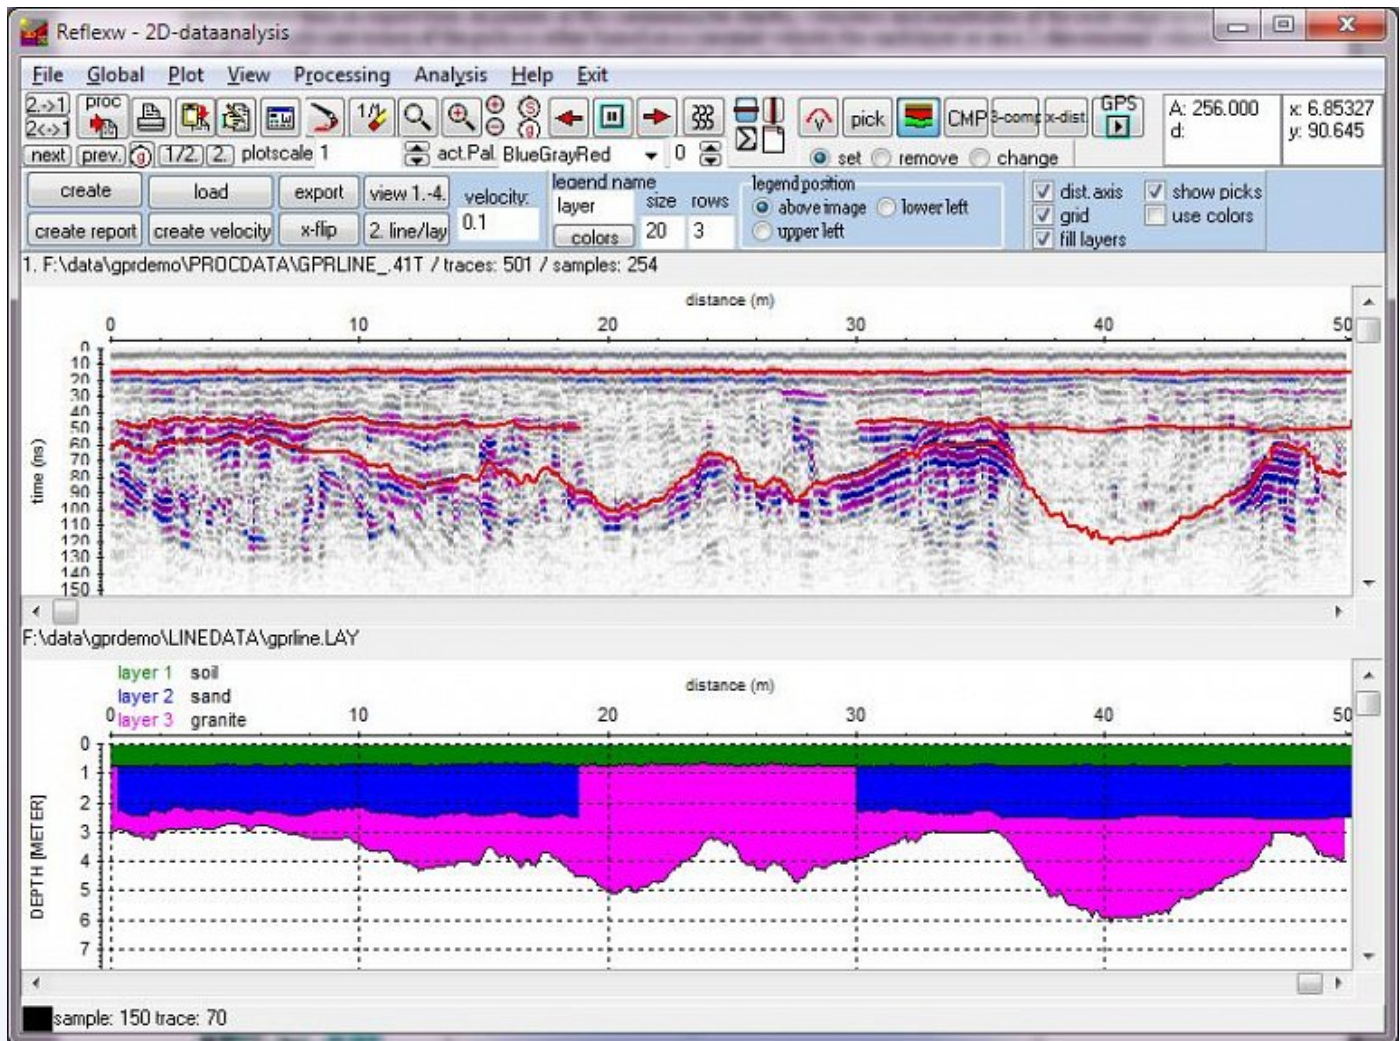 Reflexw - 2D-dataanalysis
File Global Plot View Processing Analysis Help Exit
2.->1 proc 1/2 S pick CMP 3-comp x-dist. GPS A: 256.000 x: 6.85327
2<->1 g d: y: 90.645
next prev. g 1/2. 2. plotscale 1 act.Pal. BlueGrayRed 0 set remove change
create load export view 1.-4. velocity: legend name size rows legend position dist. axis show picks
layer above image lower left grid use colors
create report create velocity x-flip 2. line/lay 0.1 colors 20 3 upper left fill layers
1. F:\data\gprdemo\PROCDATA\GPRLINE_.41T / traces: 501 / samples: 254
distance (m)
0 10 20 30 40 50
0
10
20
30
40
50
60
70
80
90
100
110
120
130
140
150
time (ns)
F:\data\gprdemo\LINEDATA\gprline.LAY
layer 1 soil
layer 2 sand
layer 3 granite
distance (m)
0 10 20 30 40 50
0
1
2
3
4
5
6
7
DEPTH [METER]
sample: 150 trace: 70